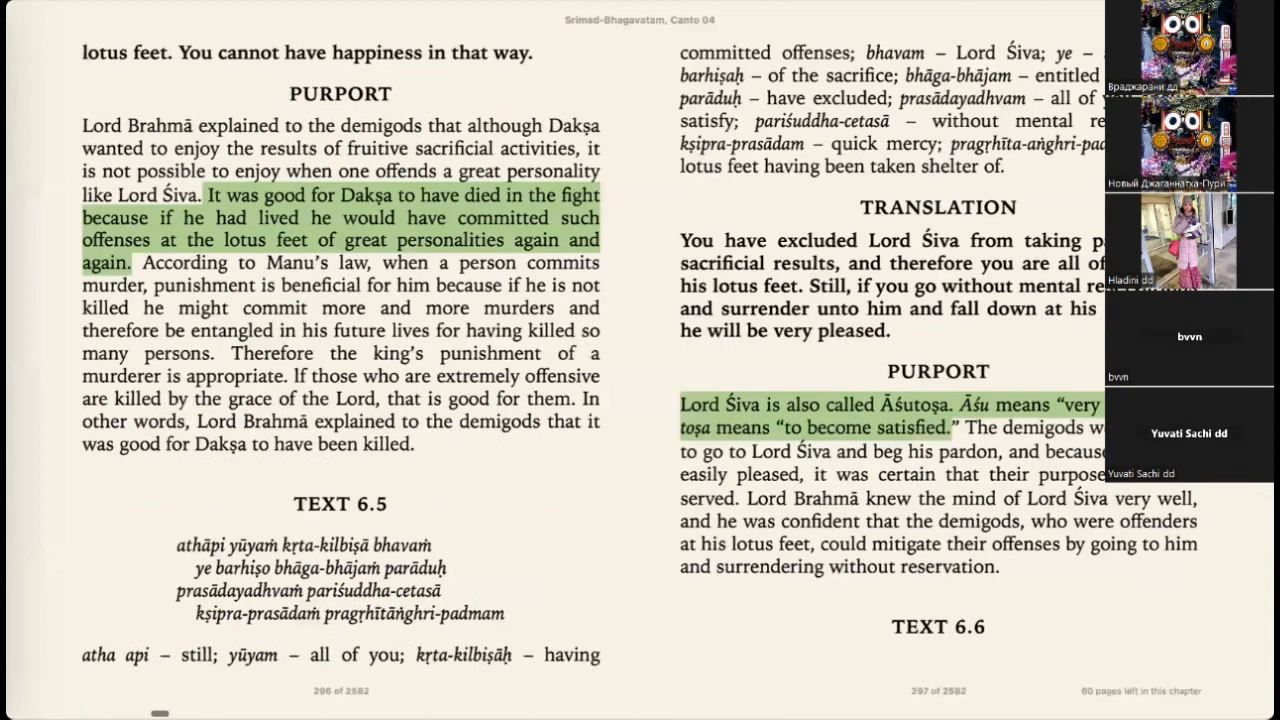 Srimad-Bhagavatam, Canto 04
lotus feet. You cannot have happiness in that way.
PURPORT
Lord Brahmā explained to the demigods that although Dakṣa
wanted to enjoy the results of fruitive sacrificial activities, it
is not possible to enjoy when one offends a great personality
like Lord Śiva. It was good for Dakṣa to have died in the fight
because if he had lived he would have committed such
offenses at the lotus feet of great personalities again and
again. According to Manu’s law, when a person commits
murder, punishment is beneficial for him because if he is not
killed he might commit more and more murders and
therefore be entangled in his future lives for having killed so
many persons. Therefore the king’s punishment of a
murderer is appropriate. If those who are extremely offensive
are killed by the grace of the Lord, that is good for them. In
other words, Lord Brahmā explained to the demigods that it
was good for Dakṣa to have been killed.
TEXT 6.5
athāpi yūyaṁ kṛta-kilbiṣā bhavaṁ
ye barhiṣo bhāga-bhājaṁ parāduḥ
prasādayadhvaṁ pariśuddha-cetasā
kṣipra-prasādaṁ pragṛhītāṅghri-padmam
atha api – still; yūyam – all of you; kṛta-kilbiṣāḥ – having
296 of 2582
committed offenses; bhavam – Lord Śiva; ye –
barhiṣaḥ – of the sacrifice; bhāga-bhājam – entitled
parāduḥ – have excluded; prasādayadhvam – all of
satisfy; pariśuddha-cetasā – without mental
kṣipra-prasādam – quick mercy;
lotus feet having been taken shelter of.
TRANSLATION
You have excluded Lord Śiva from taking
sacrificial results, and therefore you are all
his lotus feet. Still, if you go without mental
and surrender unto him and fall down at his
he will be very pleased.
PURPORT
Lord Śiva is also called Āśutoṣa. Āśu means “very
toṣa means “to become satisfied.” The demigods
to go to Lord Śiva and beg his pardon, and
easily pleased, it was certain that their
served. Lord Brahmā knew the mind of Lord Śiva very well,
and he was confident that the demigods, who were offenders
at his lotus feet, could mitigate their offenses by going to him
and surrendering without reservation.
TEXT 6.6
297 of 2582
60 pages left in this chapter
Враджарани дд
Новый Джаганнатха-Пури
Hladini dd
bvvn
bvvn
Yuvati Sachi dd
Yuvati Sachi dd